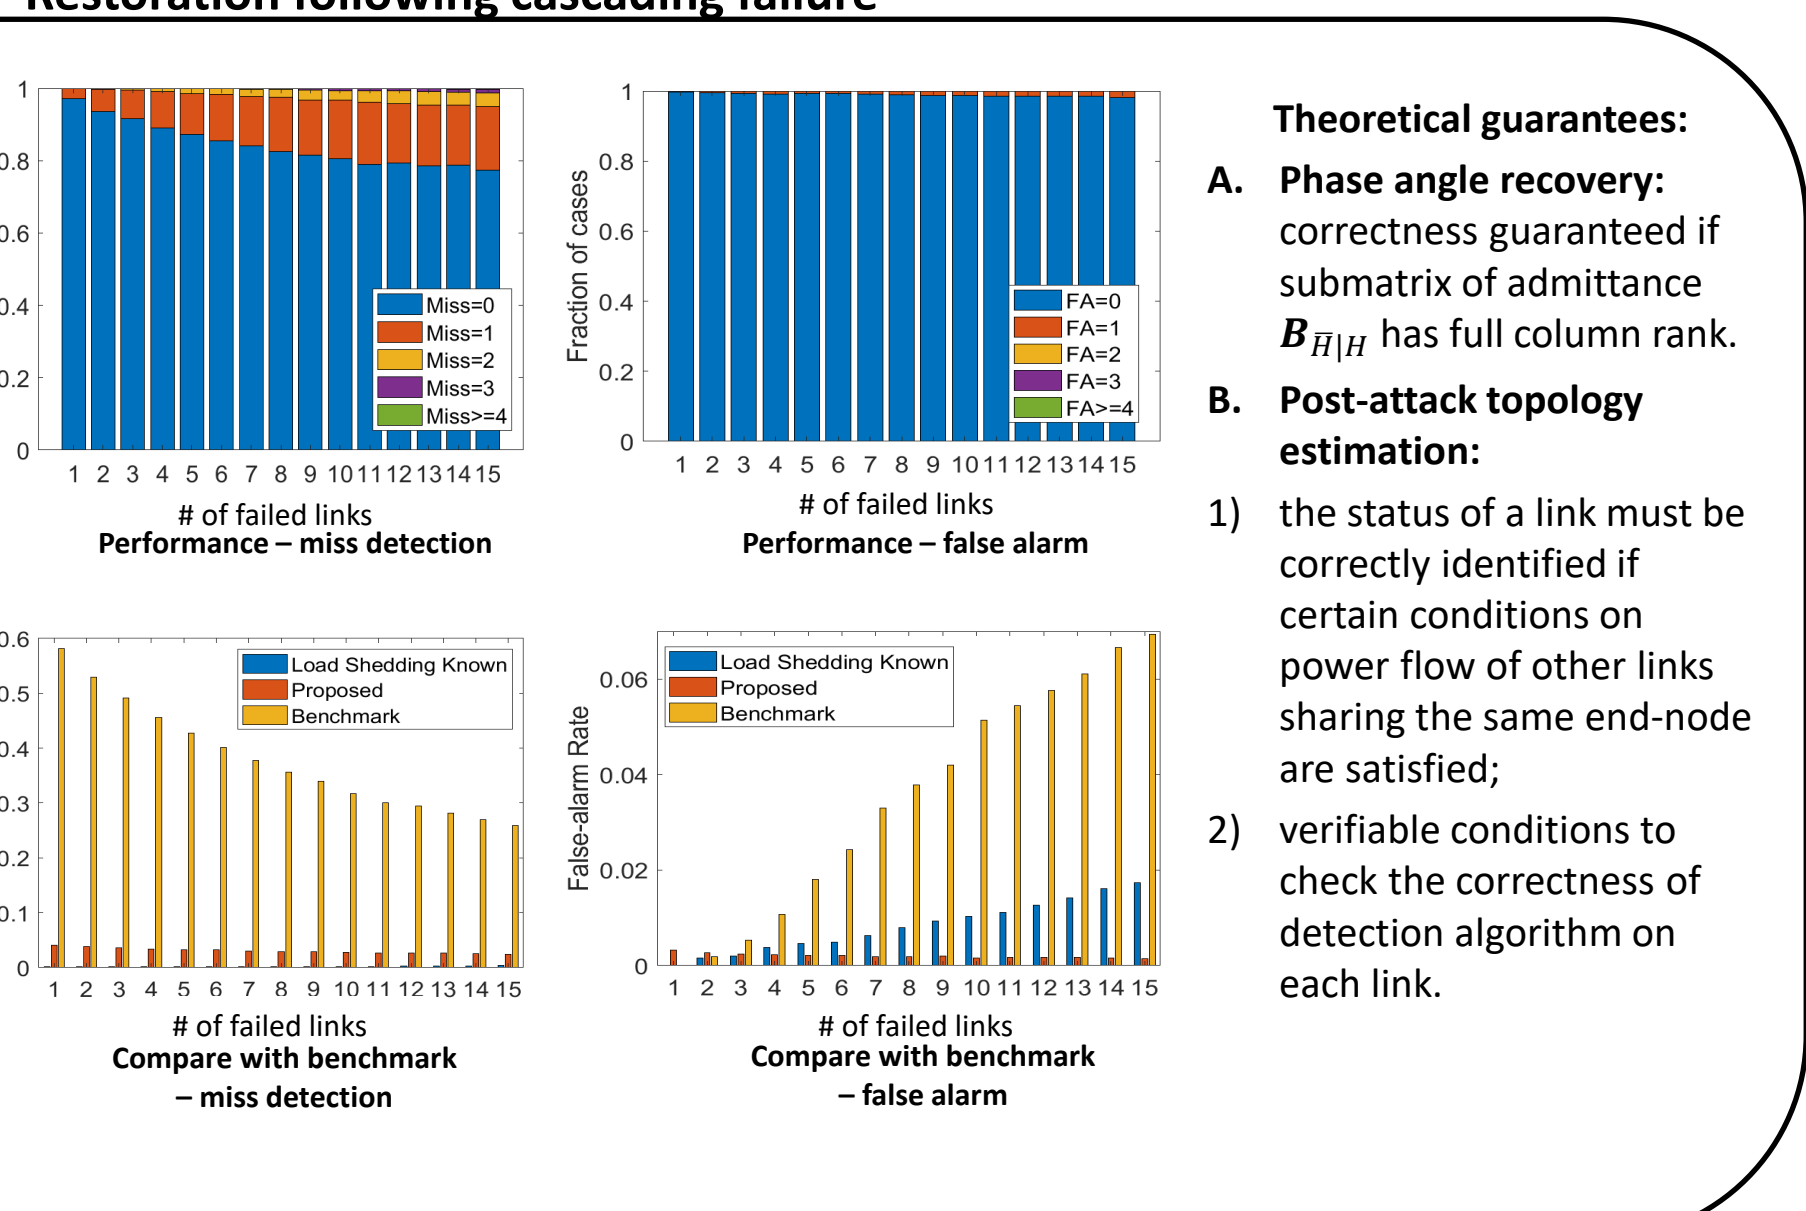 Restoration following cascading failure
1
0.8
0.6
0.4
0.2
0
Miss=0
Miss=1
Miss=2
Miss=3
Miss>=4
1 2 3 4 5 6 7 8 9 10 11 12 13 14 15
# of failed links
Performance – miss detection
Fraction of cases
1
0.8
0.6
0.4
0.2
0
FA=0
FA=1
FA=2
FA=3
FA>=4
1 2 3 4 5 6 7 8 9 10 11 12 13 14 15
# of failed links
Performance – false alarm
0.6
0.5
0.4
0.3
0.2
0.1
0
Load Shedding Known
Proposed
Benchmark
1 2 3 4 5 6 7 8 9 10 11 12 13 14 15
# of failed links
Compare with benchmark
– miss detection
False-alarm Rate
0.06
0.04
0.02
0
Load Shedding Known
Proposed
Benchmark
1 2 3 4 5 6 7 8 9 10 11 12 13 14 15
# of failed links
Compare with benchmark
– false alarm
Theoretical guarantees:
A. Phase angle recovery:
correctness guaranteed if
submatrix of admittance
B_{H̅|H} has full column rank.
B. Post-attack topology
estimation:
1) the status of a link must be
correctly identified if
certain conditions on
power flow of other links
sharing the same end-node
are satisfied;
2) verifiable conditions to
check the correctness of
detection algorithm on
each link.